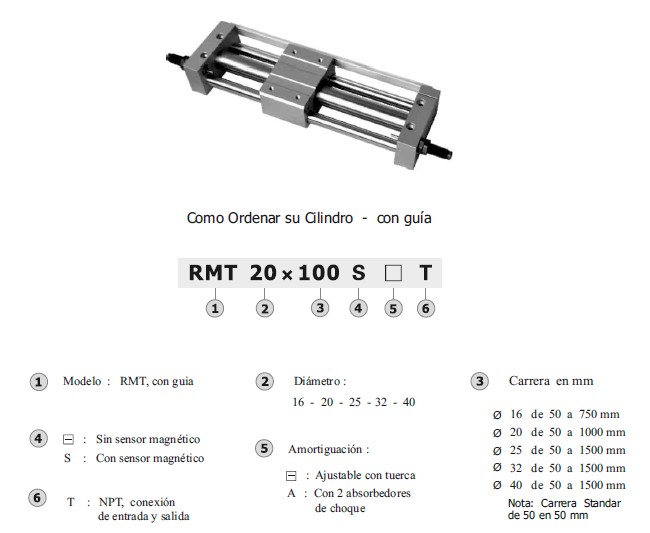 Como Ordenar su Cilindro - con guía
RMT 20 × 100 S □ T
1 2 3 4 5 6
1 Modelo : RMT, con guia
2 Diámetro :
16 - 20 - 25 - 32 - 40
3 Carrera en mm
Ø 16 de 50 a 750 mm
Ø 20 de 50 a 1000 mm
Ø 25 de 50 a 1500 mm
Ø 32 de 50 a 1500 mm
Ø 40 de 50 a 1500 mm
Nota: Carrera Standar
de 50 en 50 mm
4 ⊟ : Sin sensor magnético
S : Con sensor magnético
5 Amortiguación :
⊟ : Ajustable con tuerca
A : Con 2 absorbedores
de choque
6 T : NPT, conexión
de entrada y salida